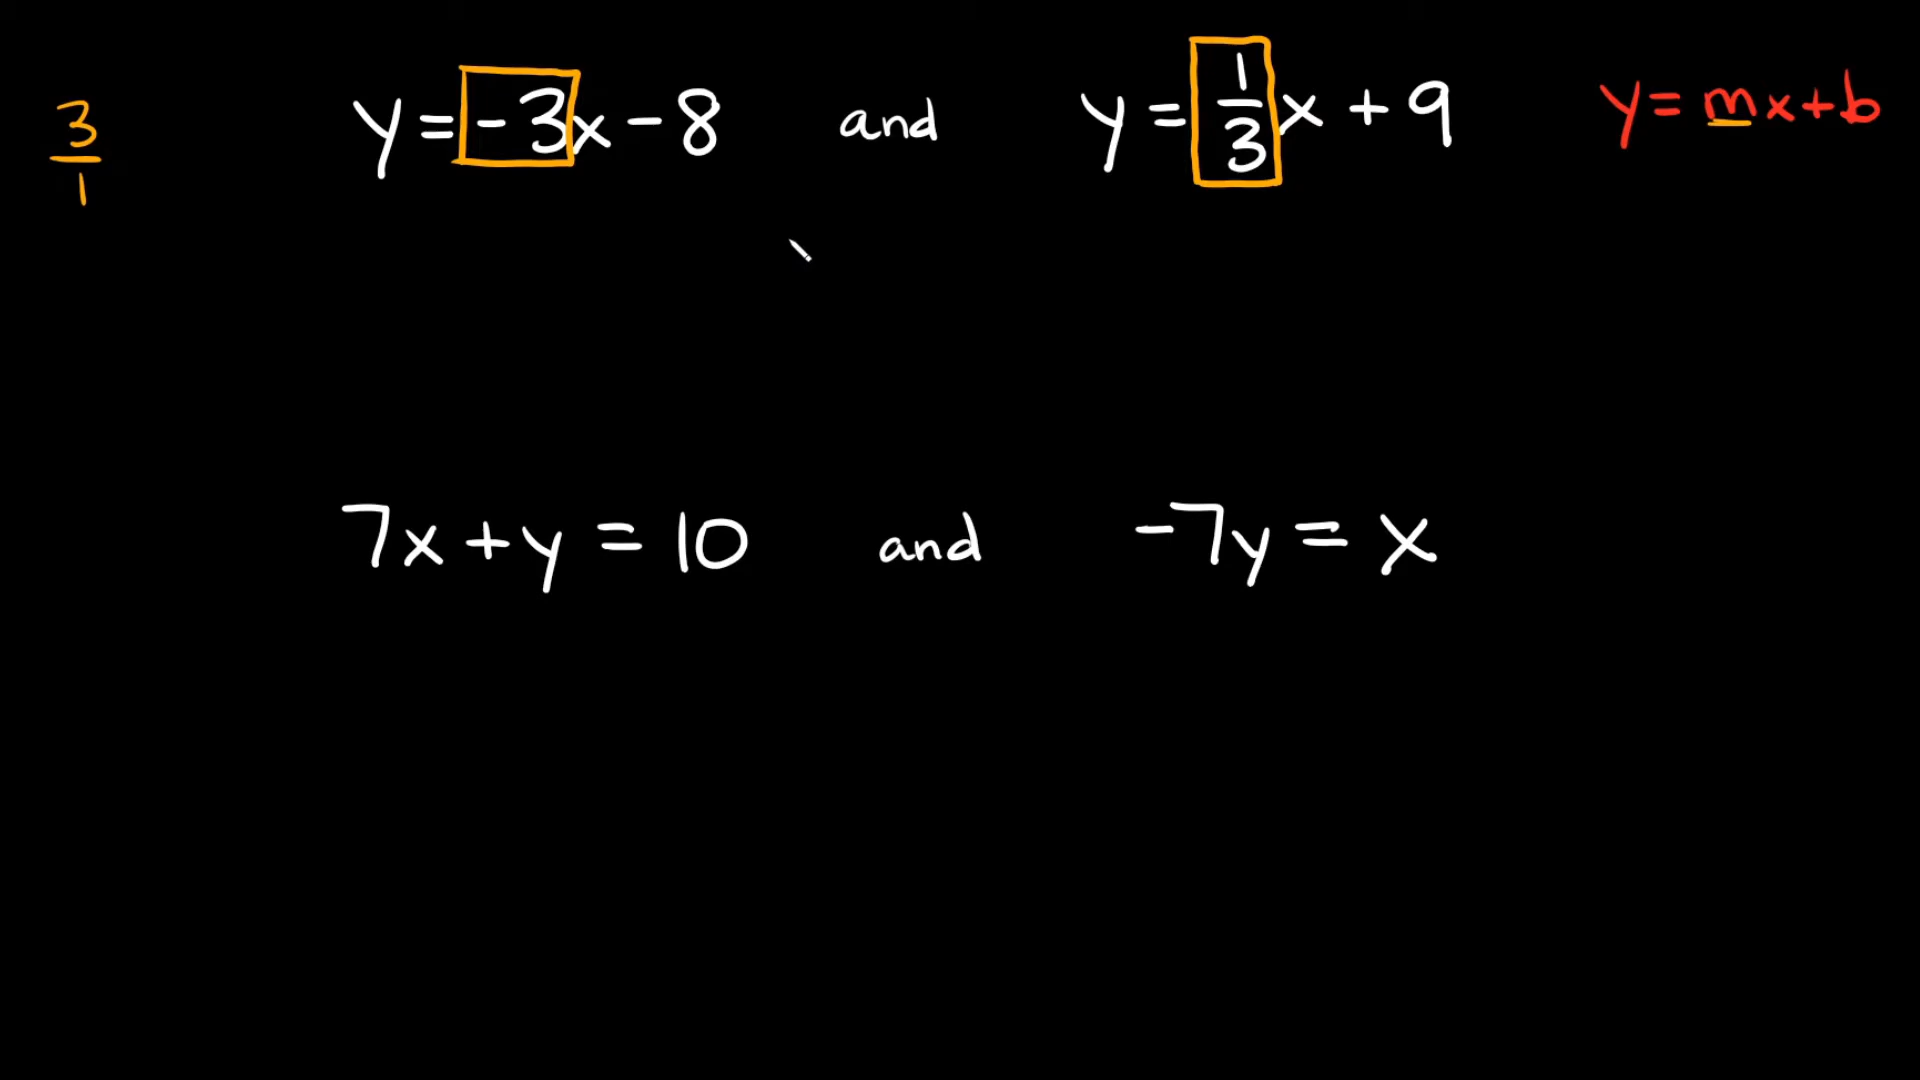 3/1 y = -3x - 8 and y = 1/3 x + 9 y = mx + b
7x + y = 10 and -7y = x